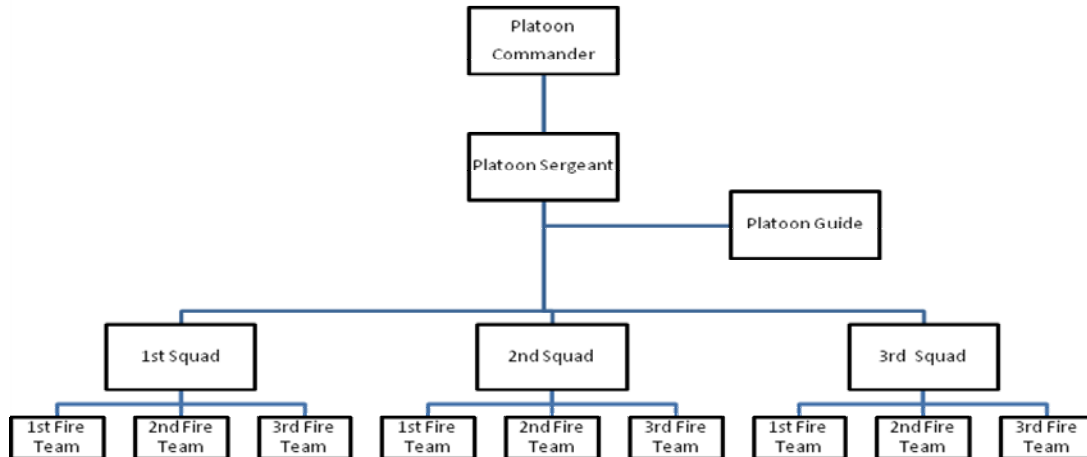 Platoon
Commander
Platoon Sergeant
Platoon Guide
1st Squad
2nd Squad
3rd Squad
1st Fire
Team
2nd Fire
Team
3rd Fire
Team
1st Fire
Team
2nd Fire
Team
3rd Fire
Team
1st Fire
Team
2nd Fire
Team
3rd Fire
Team